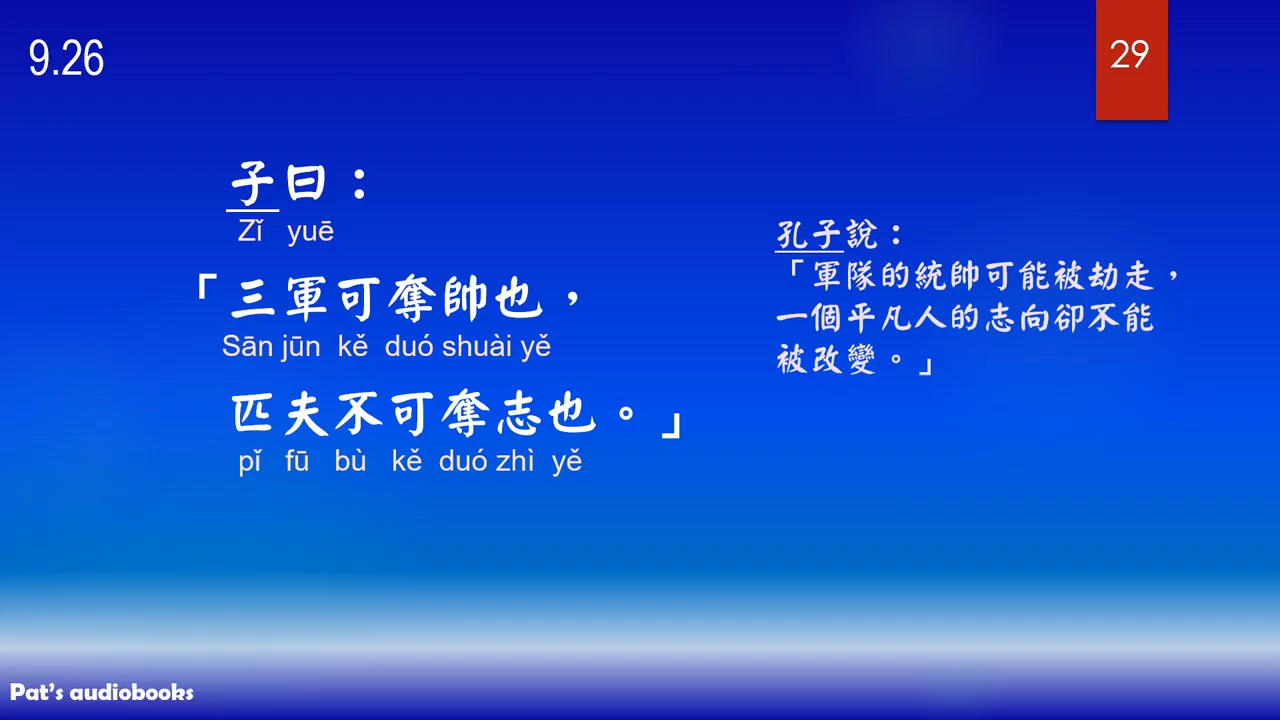 9.26
29
子曰：
Zǐ yuē
「三軍可奪帥也，
Sān jūn kě duó shuài yě
匹夫不可奪志也。」
pǐ fū bù kě duó zhì yě
孔子說：
「軍隊的統帥可能被劫走，
一個平凡人的志向卻不能
被改變。」
Pat's audiobooks